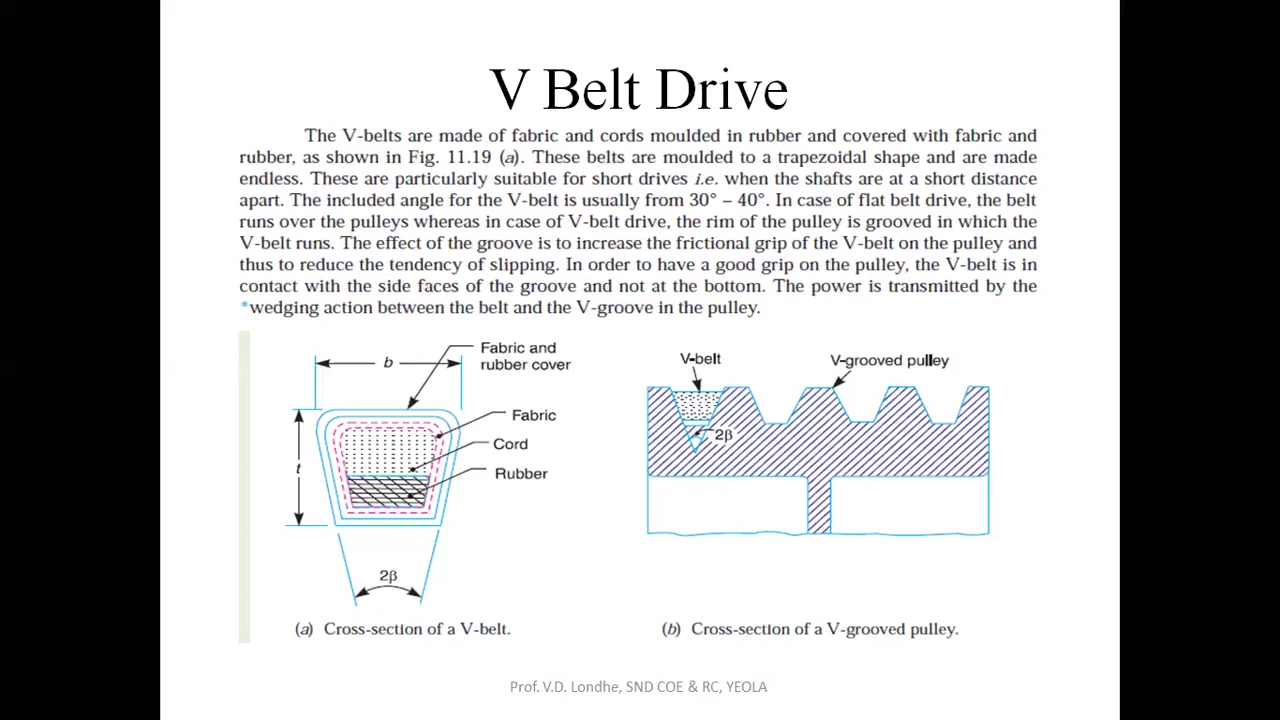 V Belt Drive
The V-belts are made of fabric and cords moulded in rubber and covered with fabric and
rubber, as shown in Fig. 11.19 (a). These belts are moulded to a trapezoidal shape and are made
endless. These are particularly suitable for short drives i.e. when the shafts are at a short distance
apart. The included angle for the V-belt is usually from 30° – 40°. In case of flat belt drive, the belt
runs over the pulleys whereas in case of V-belt drive, the rim of the pulley is grooved in which the
V-belt runs. The effect of the groove is to increase the frictional grip of the V-belt on the pulley and
thus to reduce the tendency of slipping. In order to have a good grip on the pulley, the V-belt is in
contact with the side faces of the groove and not at the bottom. The power is transmitted by the
*wedging action between the belt and the V-groove in the pulley.
b
Fabric and
rubber cover
Fabric
Cord
Rubber
t
2β
(a) Cross-section of a V-belt.
V-belt
V-grooved pulley
2β
(b) Cross-section of a V-grooved pulley.
Prof. V.D. Londhe, SND COE & RC, YEOLA